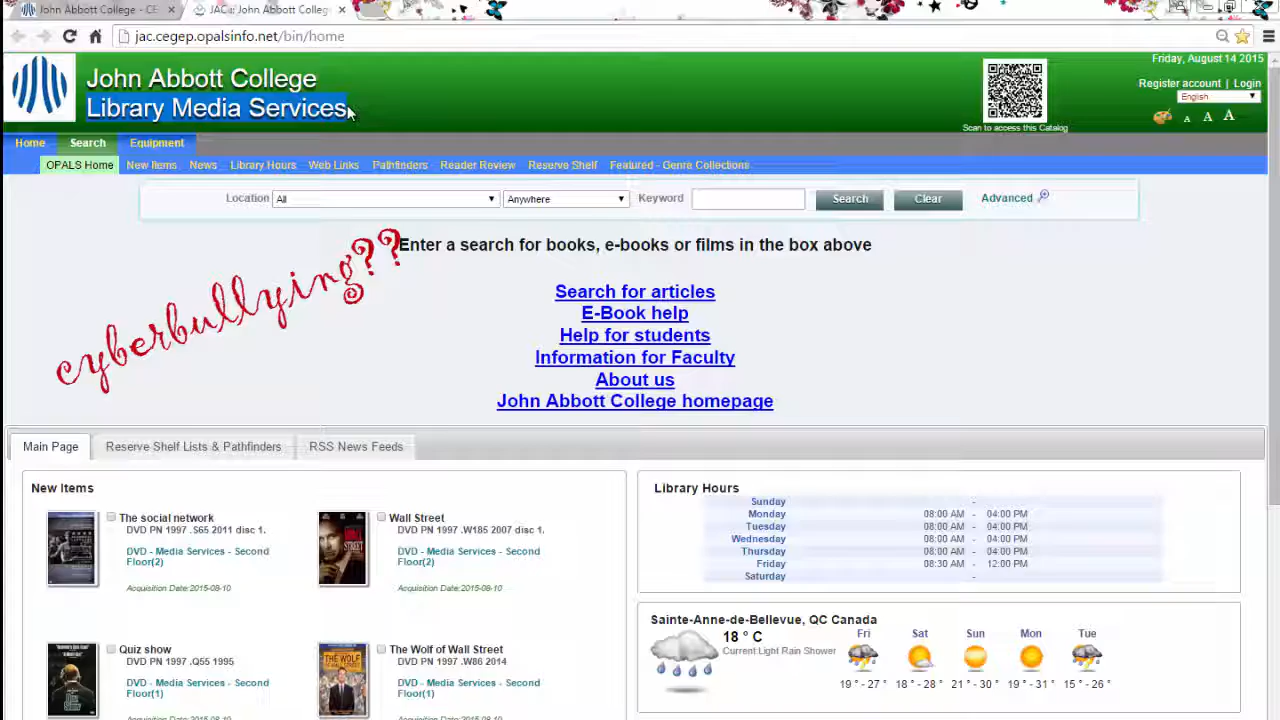 John Abbott College - CE
JAC : John Abbott Colleg
jac.cegep.opalsinfo.net/bin/home
John Abbott College
Library Media Services
Friday, August 14 2015
Register account | Login
English
A A A
Scan to access this Catalog
Home Search Equipment
OPALS Home New Items News Library Hours Web Links Pathfinders Reader Review Reserve Shelf Featured - Genre Collections
Location All Anywhere Keyword Search Clear Advanced
cyberbullying??
Enter a search for books, e-books or films in the box above
Search for articles
E-Book help
Help for students
Information for Faculty
About us
John Abbott College homepage
Main Page Reserve Shelf Lists & Pathfinders RSS News Feeds
New Items
The social network
DVD PN 1997 .S65 2011 disc 1.
DVD - Media Services - Second
Floor(2)
Acquisition Date:2015-08-10
Wall Street
DVD PN 1997 .W185 2007 disc 1.
DVD - Media Services - Second
Floor(2)
Acquisition Date:2015-08-10
Quiz show
DVD PN 1997 .Q55 1995
DVD - Media Services - Second
Floor(1)
The Wolf of Wall Street
DVD PN 1997 .W86 2014
DVD - Media Services - Second
Floor(1)
Library Hours
Sunday -
Monday 08:00 AM - 04:00 PM
Tuesday 08:00 AM - 04:00 PM
Wednesday 08:00 AM - 04:00 PM
Thursday 08:00 AM - 04:00 PM
Friday 08:30 AM - 12:00 PM
Saturday -
Sainte-Anne-de-Bellevue, QC Canada
18 ° C
Current Light Rain Shower
Fri Sat Sun Mon Tue
19 ° - 27 ° 18 ° - 28 ° 21 ° - 30 ° 19 ° - 31 ° 15 ° - 26 °
THE WOLF
OF WALL STREET